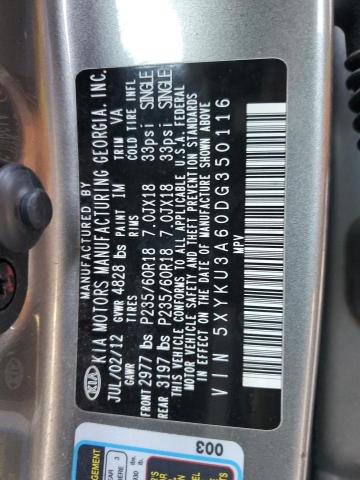 MANUFACTURED BY
KIA MOTORS MANUFACTURING GEORGIA, INC.
JUL/02/12 GVWR 4828 lbs PAINT IM TRIM VA
GAWR TIRES RIMS COLD TIRE INFL
FRONT 2977 lbs P235/60R18 7.0JX18 33psi SINGLE
REAR 3197 lbs P235/60R18 7.0JX18 33psi SINGLE
THIS VEHICLE CONFORMS TO ALL APPLICABLE U.S.A. FEDERAL
MOTOR VEHICLE SAFETY AND THEFT PREVENTION STANDARDS
IN EFFECT ON THE DATE OF MANUFACTURE SHOWN ABOVE
VIN 5XYKU3A60DG350116
MPV
KIA
003